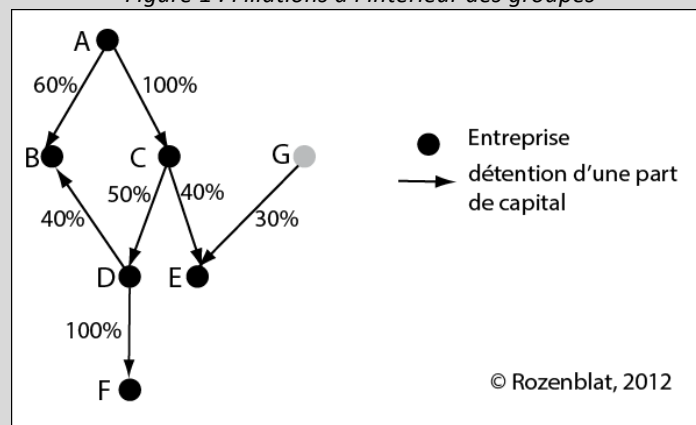 Figure 1 : Filiations à l'intérieur des groupes
A
60%
100%
B
C
G
50%
40%
40%
30%
D
E
100%
F
Entreprise
détention d'une part
de capital
© Rozenblat, 2012